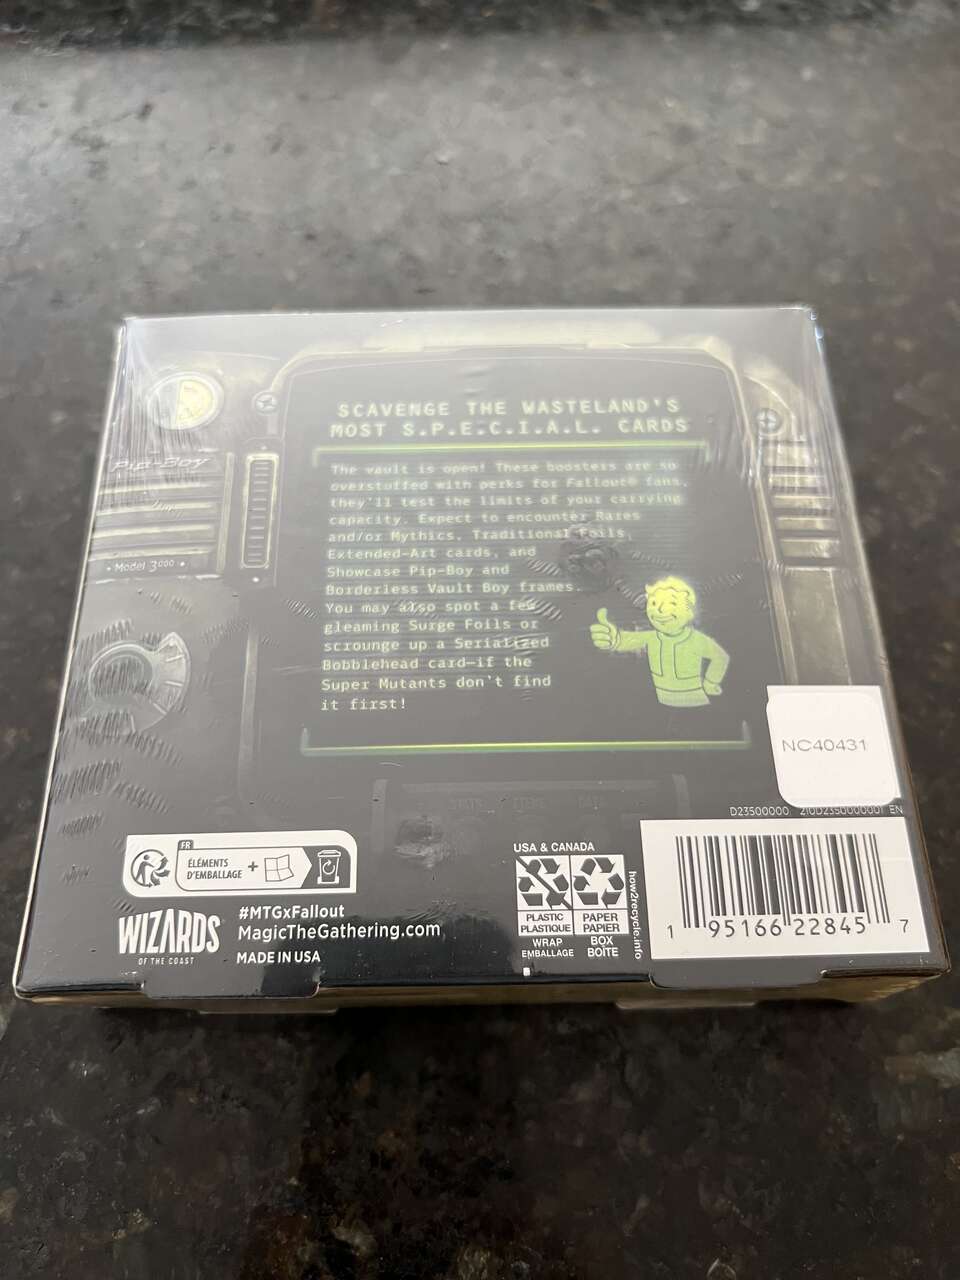 SCAVENGE THE WASTELAND'S
MOST S.P.E.C.I.A.L. CARDS
The vault is open! These boosters are so
overstuffed with perks for Fallout® fans,
they'll test the limits of your carrying
capacity. Expect to encounter Rares
and/or Mythics, Traditional Foils,
Extended-Art cards, and
Showcase Pip-Boy and
Borderless Vault Boy frames.
You may also spot a few
gleaming Surge Foils or
scrounge up a Serialized
Bobblehead card—if the
Super Mutants don't find
it first!
Pip-Boy
• Model 3000 •
STATS ITEMS DATA
NC40431
D23500000 210D23500000001 EN
FR
ÉLÉMENTS
D'EMBALLAGE +
WIZARDS
OF THE COAST
#MTGxFallout
MagicTheGathering.com
MADE IN USA
USA & CANADA
PLASTIC
PLASTIQUE
WRAP
EMBALLAGE
PAPER
PAPIER
BOX
BOÎTE
how2recycle.info
1 95166 22845 7